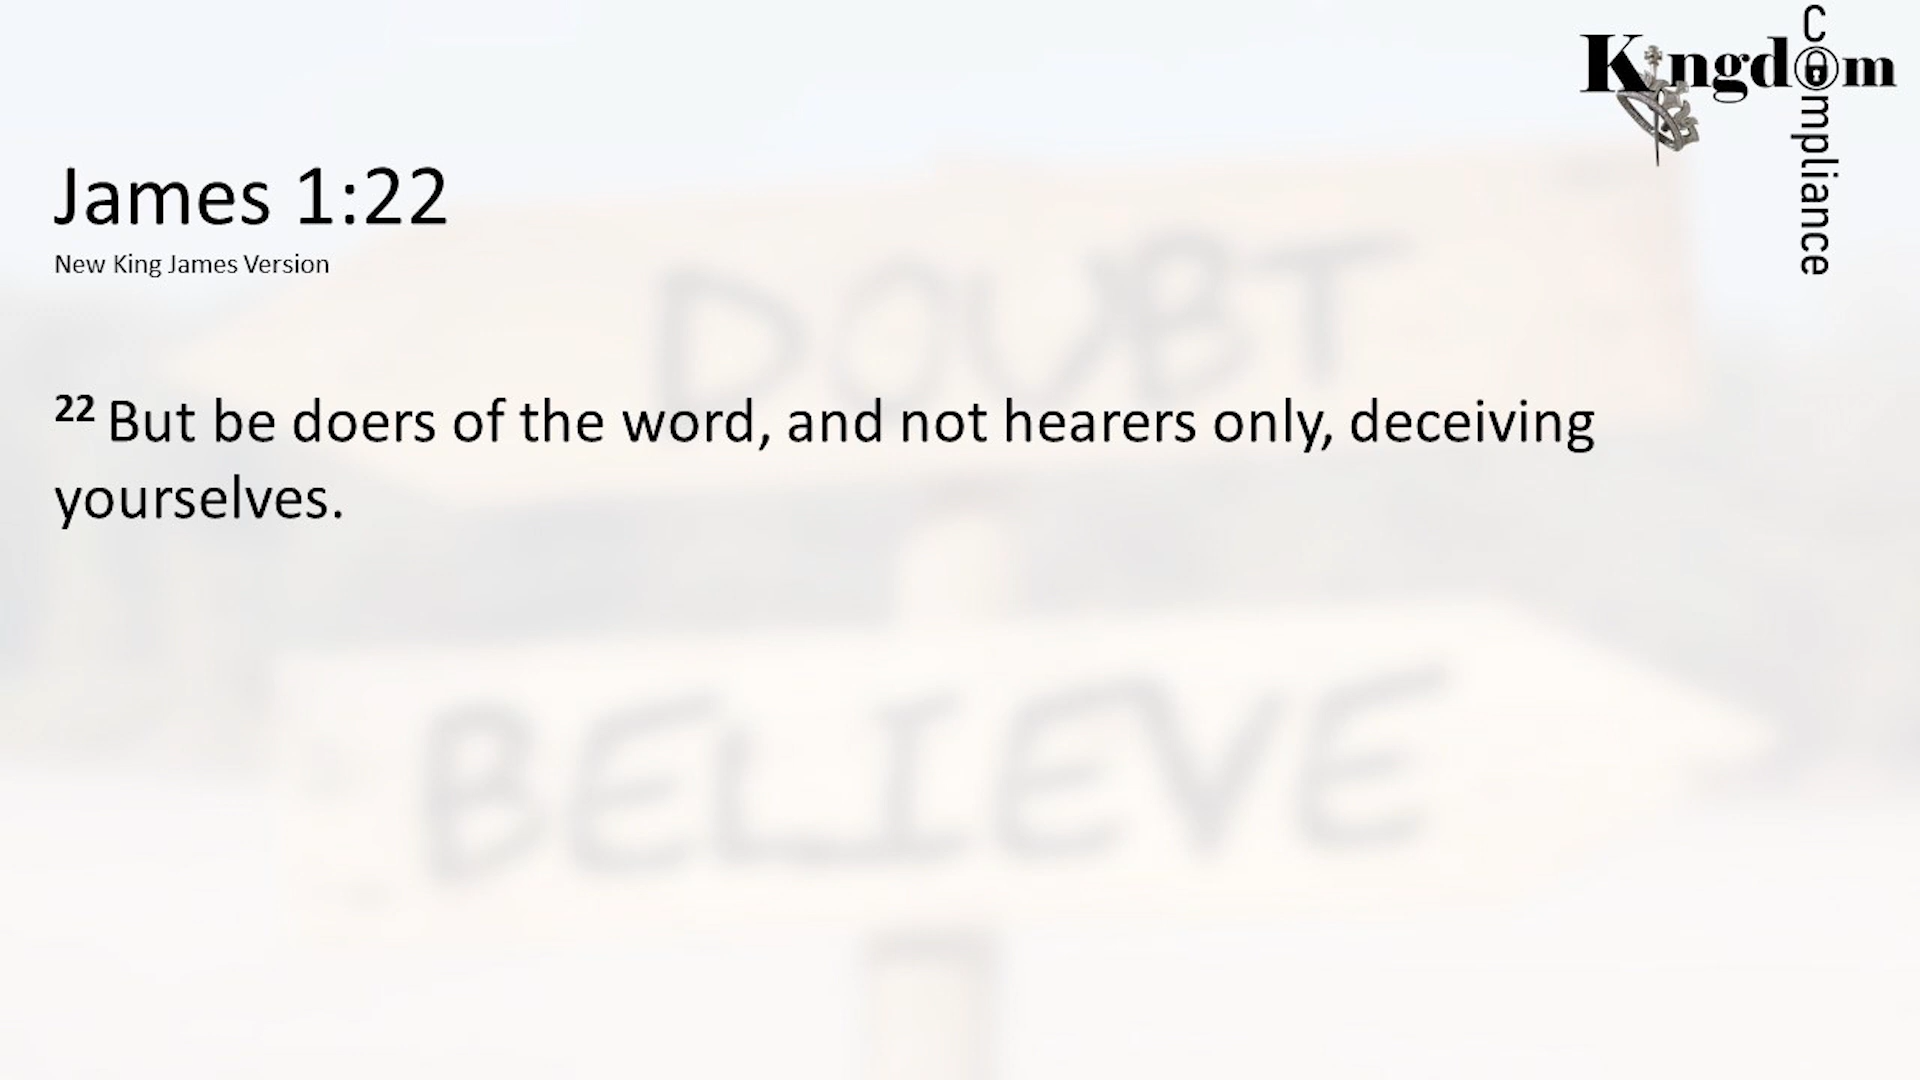 Kingdom
Compliance
James 1:22
New King James Version
22 But be doers of the word, and not hearers only, deceiving
yourselves.
DOUBT
BELIEVE